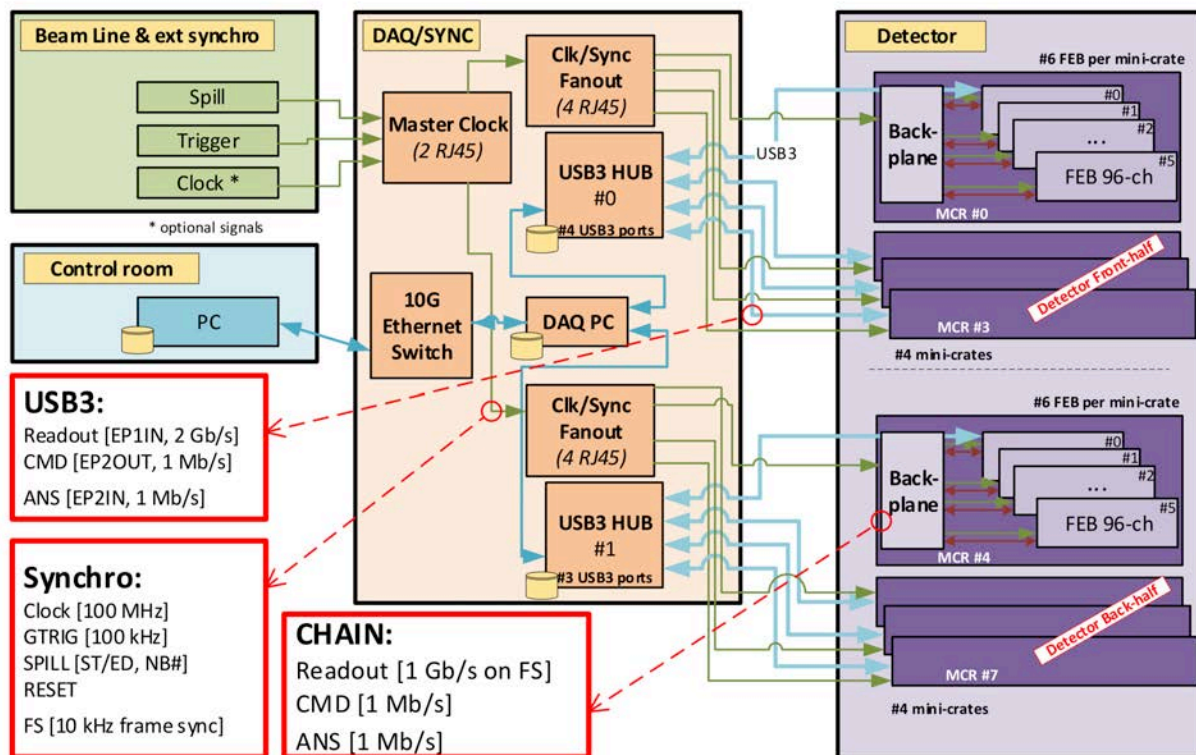 Beam Line & ext synchro
Spill
Trigger
Clock *
* optional signals
Control room
PC
USB3:
Readout [EP1IN, 2 Gb/s]
CMD [EP2OUT, 1 Mb/s]
ANS [EP2IN, 1 Mb/s]
Synchro:
Clock [100 MHz]
GTRIG [100 kHz]
SPILL [ST/ED, NB#]
RESET
FS [10 kHz frame sync]
DAQ/SYNC
Master Clock
(2 RJ45)
Clk/Sync
Fanout
(4 RJ45)
USB3 HUB
#0
#4 USB3 ports
10G
Ethernet
Switch
DAQ PC
Clk/Sync
Fanout
(4 RJ45)
USB3 HUB
#1
#3 USB3 ports
CHAIN:
Readout [1 Gb/s on FS]
CMD [1 Mb/s]
ANS [1 Mb/s]
USB3
Detector
#6 FEB per mini-crate
Back-
plane
#0
#1
#2
...
#5
FEB 96-ch
MCR #0
Detector Front-half
MCR #3
#4 mini-crates
#6 FEB per mini-crate
Back-
plane
#0
#1
#2
...
#5
FEB 96-ch
MCR #4
Detector Back-half
MCR #7
#4 mini-crates